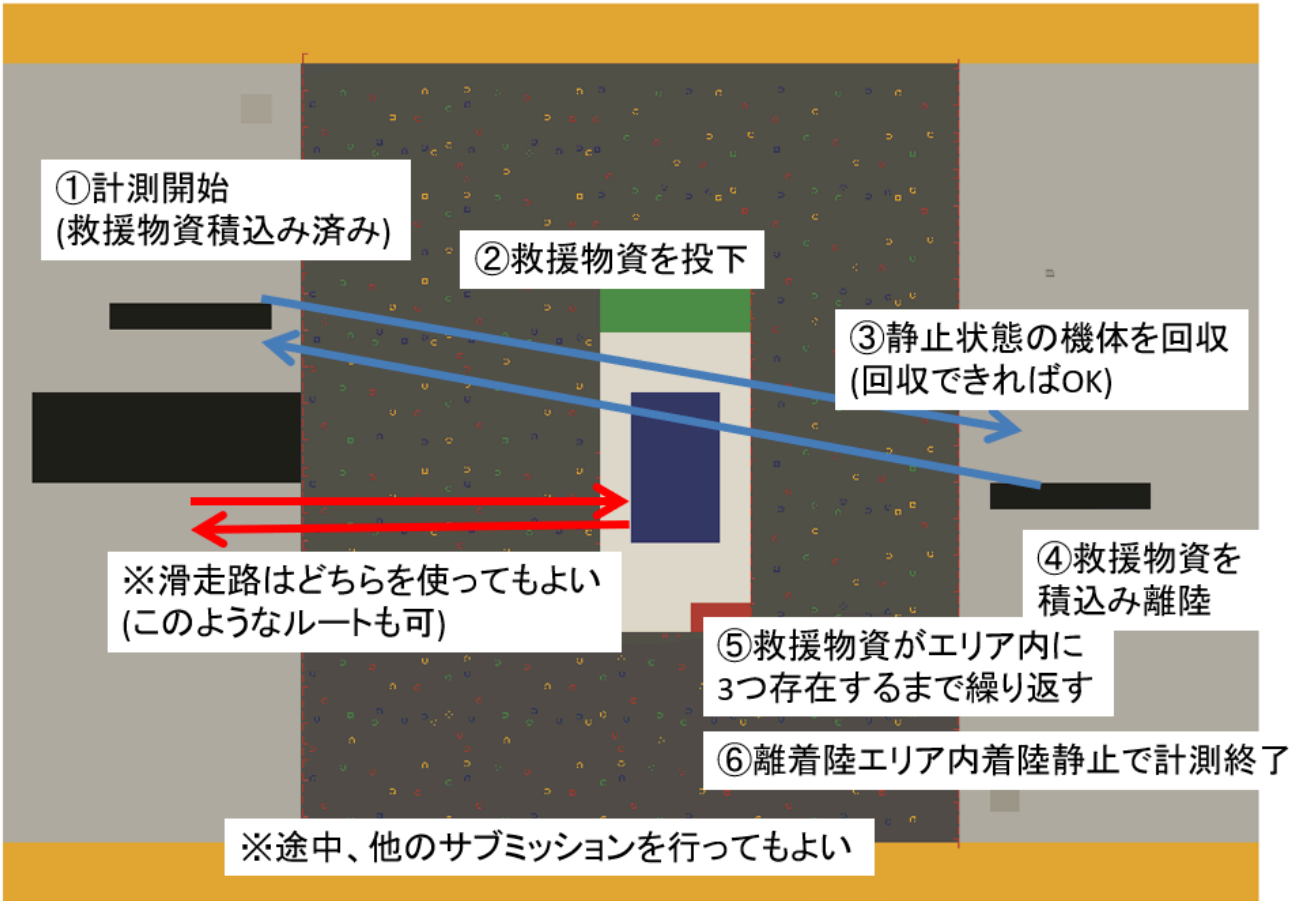 ①計測開始
(救援物資積込み済み)
②救援物資を投下
③静止状態の機体を回収
(回収できればOK)
※滑走路はどちらを使ってもよい
(このようなルートも可)
④救援物資を
積込み離陸
⑤救援物資がエリア内に
3つ存在するまで繰り返す
⑥離着陸エリア内着陸静止で計測終了
※途中、他のサブミッションを行ってもよい